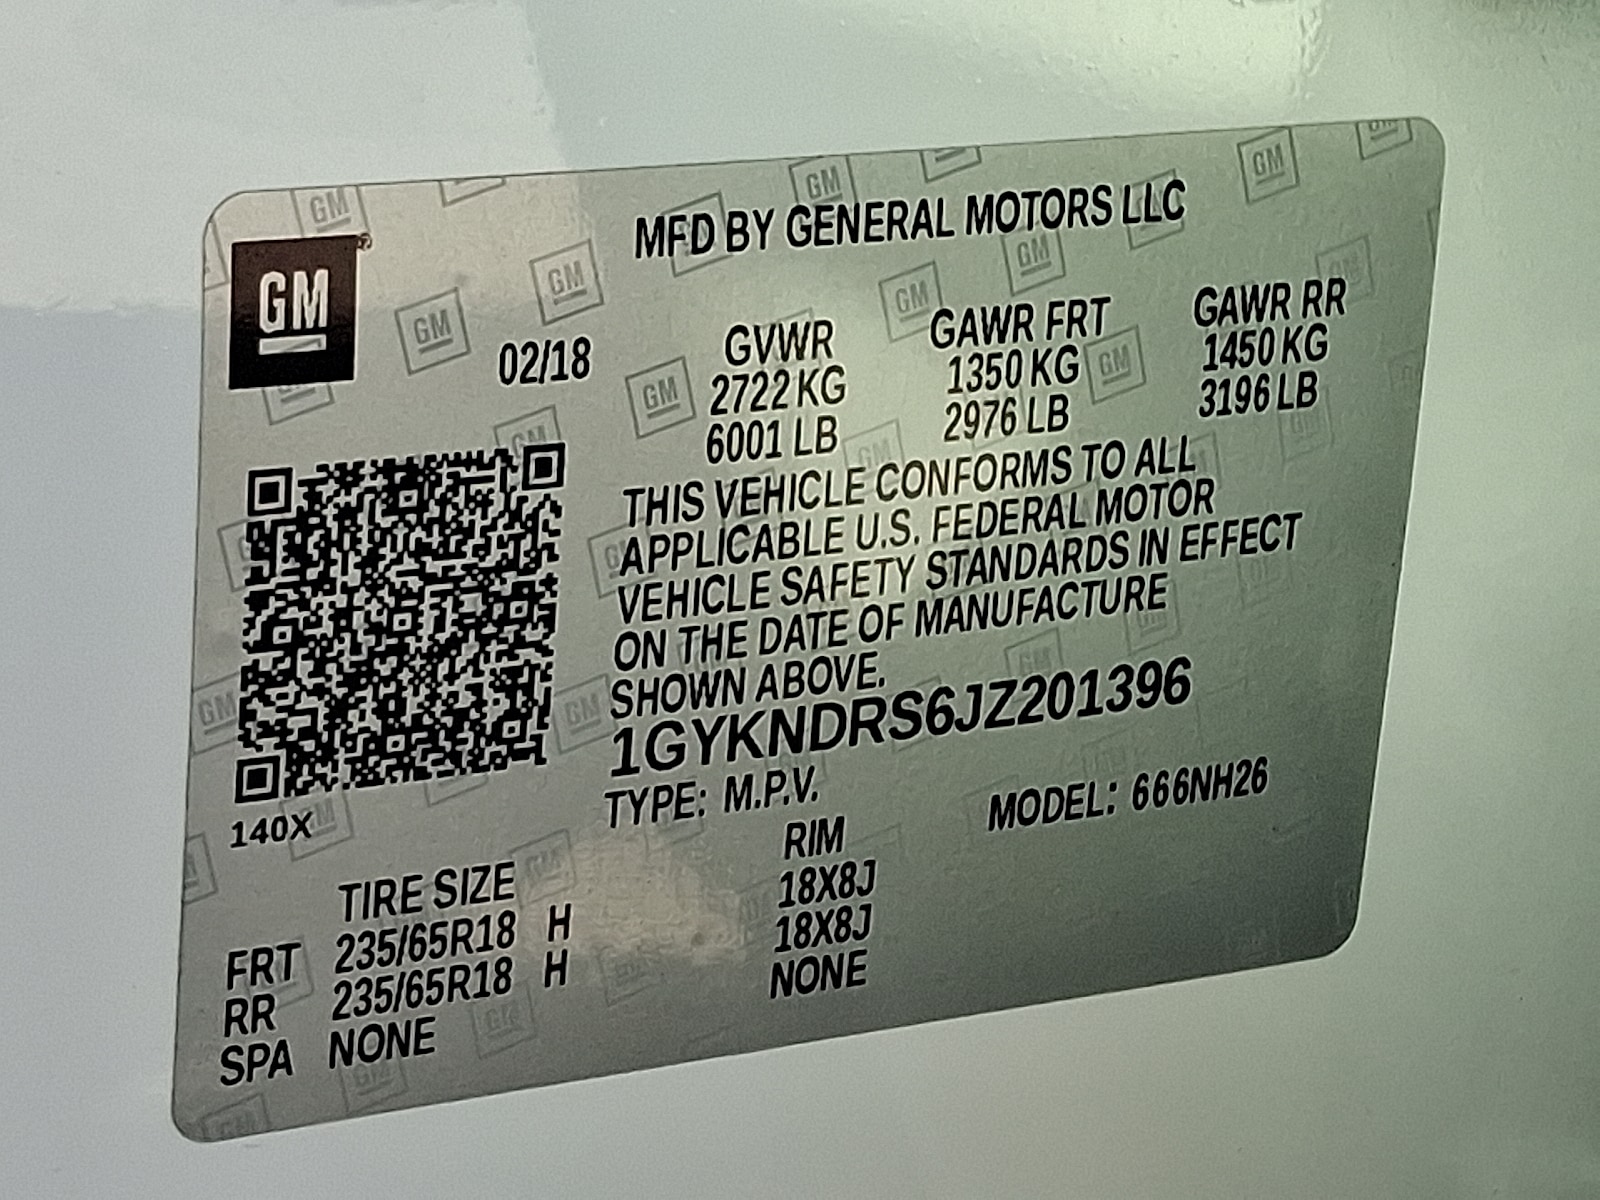 MFD BY GENERAL MOTORS LLC
GM
02/18
GVWR GAWR FRT GAWR RR
2722 KG 1350 KG 1450 KG
6001 LB 2976 LB 3196 LB
THIS VEHICLE CONFORMS TO ALL
APPLICABLE U.S. FEDERAL MOTOR
VEHICLE SAFETY STANDARDS IN EFFECT
ON THE DATE OF MANUFACTURE
SHOWN ABOVE.
1GYKNDRS6JZ201396
TYPE: M.P.V. MODEL: 666NH26
140X
TIRE SIZE RIM
FRT 235/65R18 H 18X8J
RR 235/65R18 H 18X8J
SPA NONE NONE